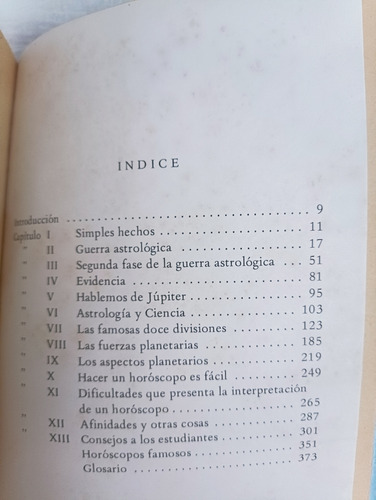 INDICE
Introducción ........ 9
Capítulo I Simples hechos ........ 11
" II Guerra astrológica ........ 17
" III Segunda fase de la guerra astrológica ........ 51
" IV Evidencia ........ 81
" V Hablemos de Júpiter ........ 95
" VI Astrología y Ciencia ........ 103
" VII Las famosas doce divisiones ........ 123
" VIII Las fuerzas planetarias ........ 185
" IX Los aspectos planetarios ........ 219
" X Hacer un horóscopo es fácil ........ 249
" XI Dificultades que presenta la interpretación
de un horóscopo ........ 265
" XII Afinidades y otras cosas ........ 287
" XIII Consejos a los estudiantes ........ 301
Horóscopos famosos ........ 351
Glosario ........ 373